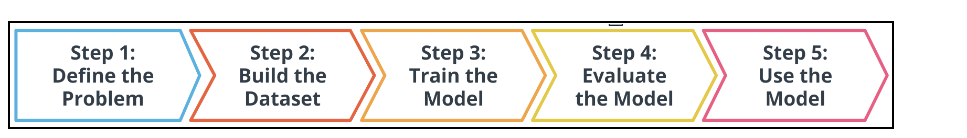 Step 1:
Define the
Problem
Step 2:
Build the
Dataset
Step 3:
Train the
Model
Step 4:
Evaluate
the Model
Step 5:
Use the
Model